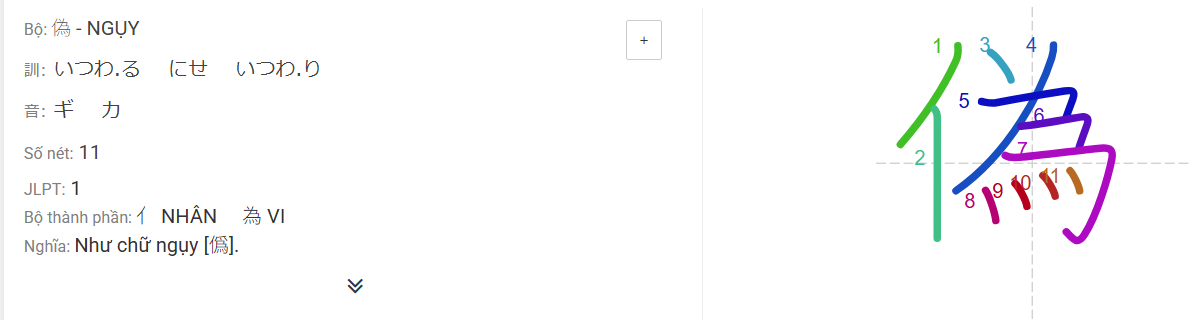 Bộ: 偽 - NGỤY
+
訓: いつわ.る にせ いつわ.り
音: ギ カ
Số nét: 11
JLPT: 1
Bộ thành phần: 亻 NHÂN 為 VI
Nghĩa: Như chữ ngụy [僞].
偽
1 3 4
5
6
2 7
8 9 10 11